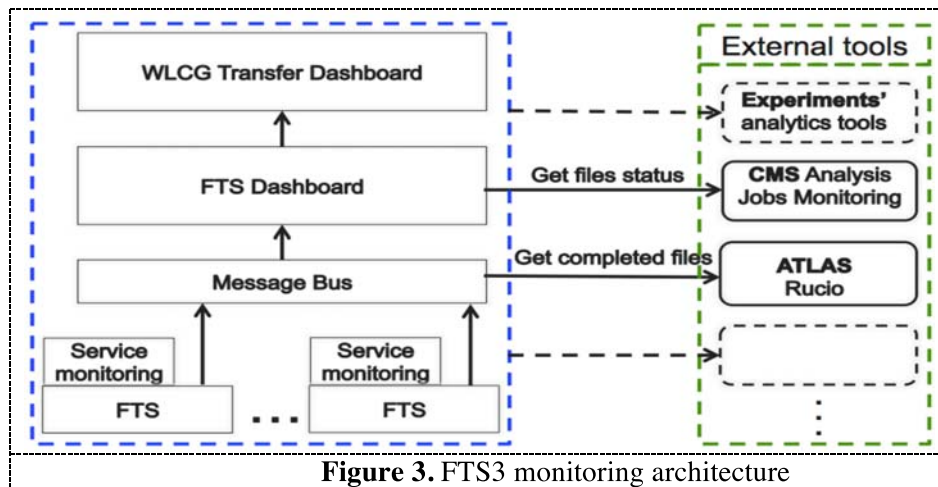 WLCG Transfer Dashboard
FTS Dashboard
Message Bus
Service
monitoring
FTS
...
Service
monitoring
FTS
Get files status
Get completed files
External tools
Experiments'
analytics tools
CMS Analysis
Jobs Monitoring
ATLAS
Rucio
Figure 3. FTS3 monitoring architecture